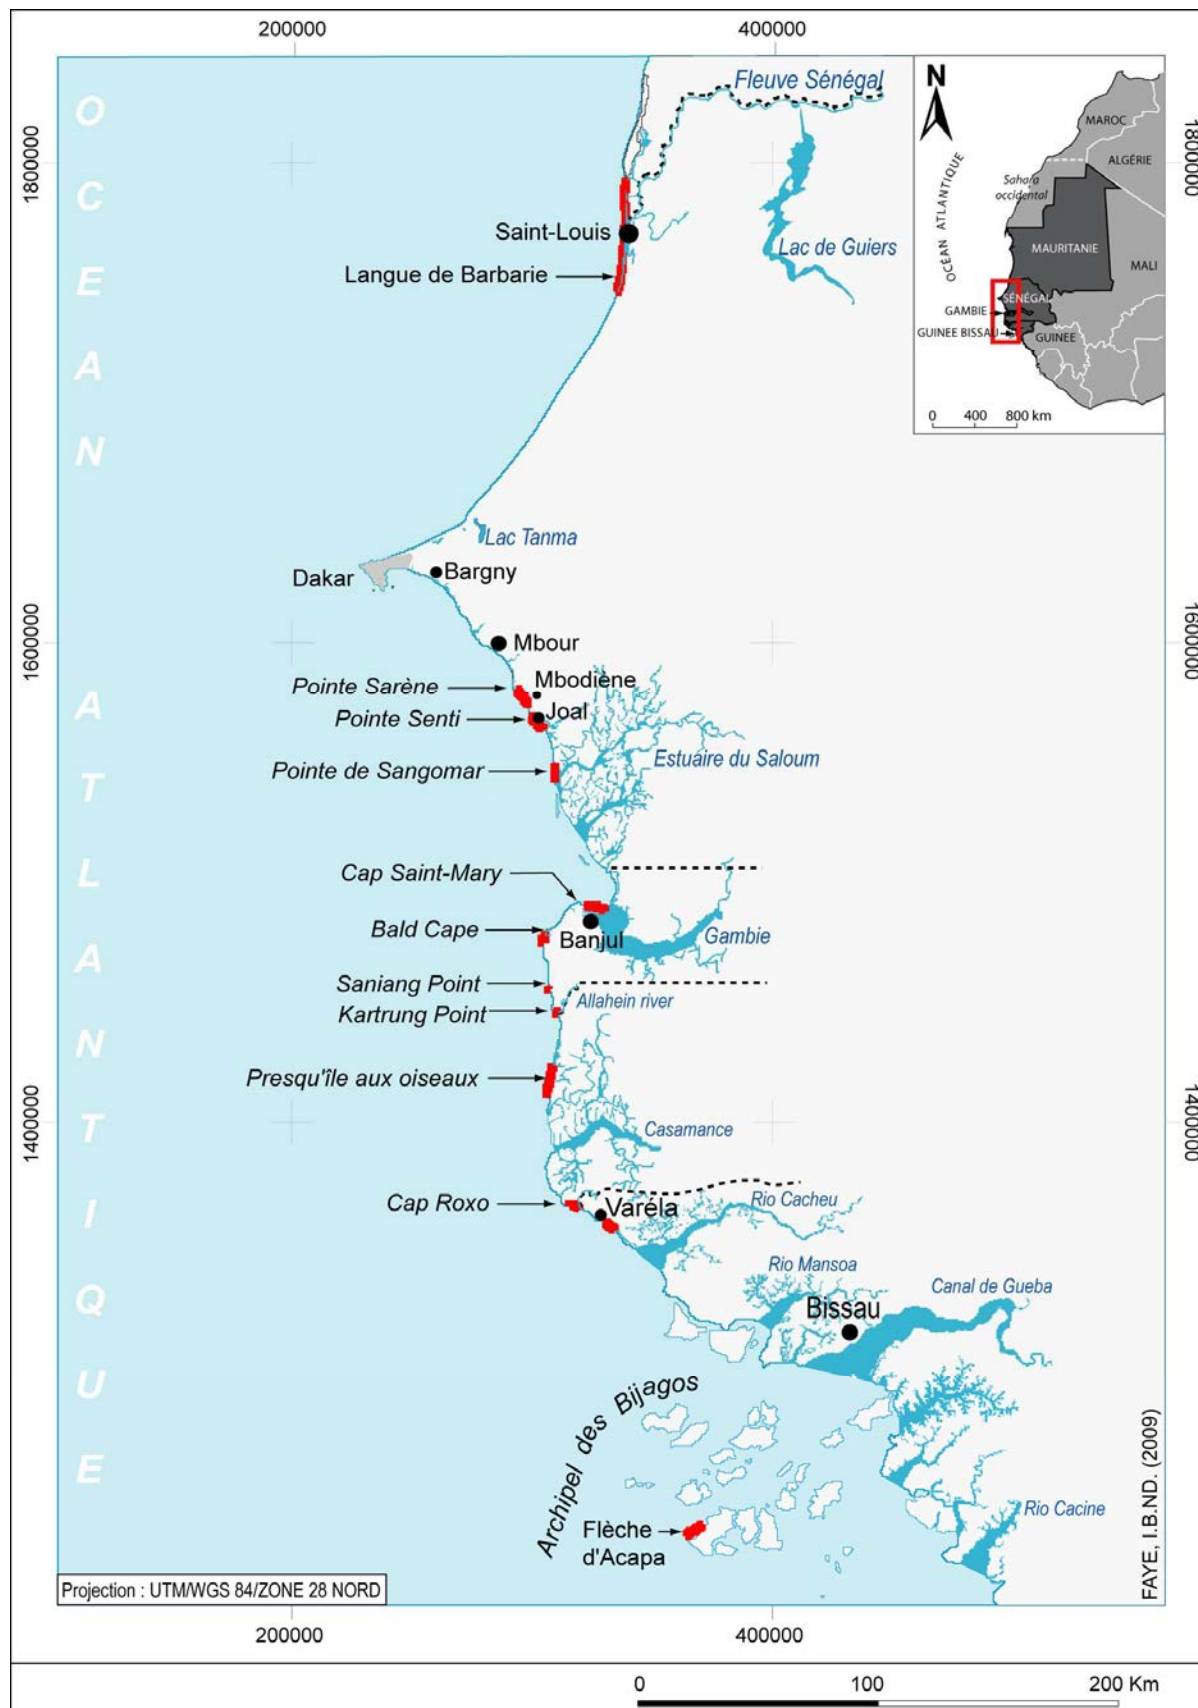 200000
400000
OCEAN ATLANTIQUE
1800000
1800000
Fleuve Sénégal
N
MAROC
ALGÉRIE
OCÉAN ATLANTIQUE
Sahara
occidental
MAURITANIE
MALI
SÉNÉGAL
GAMBIE
GUINEE BISSAU
GUINEE
0 400 800 km
Saint-Louis
Lac de Guiers
Langue de Barbarie
Lac Tanma
Dakar
Bargny
1600000
1600000
Mbour
Pointe Sarène
Mbodiène
Pointe Senti
Joal
Pointe de Sangomar
Estuaire du Saloum
Cap Saint-Mary
Bald Cape
Banjul
Gambie
Saniang Point
Allahein river
Kartrung Point
Presqu'île aux oiseaux
1400000
1400000
Casamance
Cap Roxo
Varéla
Rio Cacheu
Rio Mansoa
Canal de Gueba
Bissau
Archipel des Bijagos
Rio Cacine
Flèche
d'Acapa
FAYE, I.B.ND. (2009)
Projection : UTM/WGS 84/ZONE 28 NORD
200000
400000
0 100 200 Km